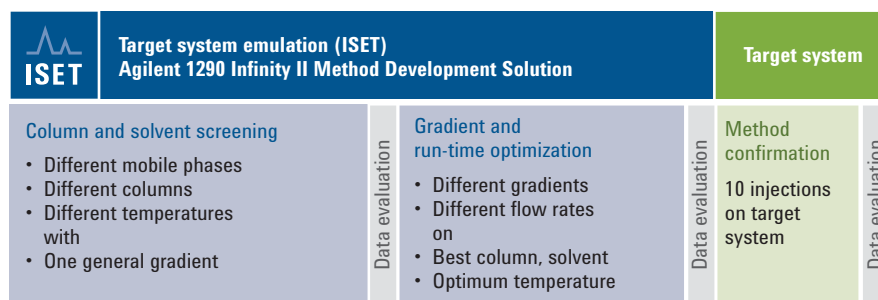 ISET
Target system emulation (ISET)
Agilent 1290 Infinity II Method Development Solution
Target system
Column and solvent screening
• Different mobile phases
• Different columns
• Different temperatures
with
• One general gradient
Data evaluation
Gradient and
run-time optimization
• Different gradients
• Different flow rates
on
• Best column, solvent
• Optimum temperature
Data evaluation
Method
confirmation
10 injections
on target
system
Data evaluation